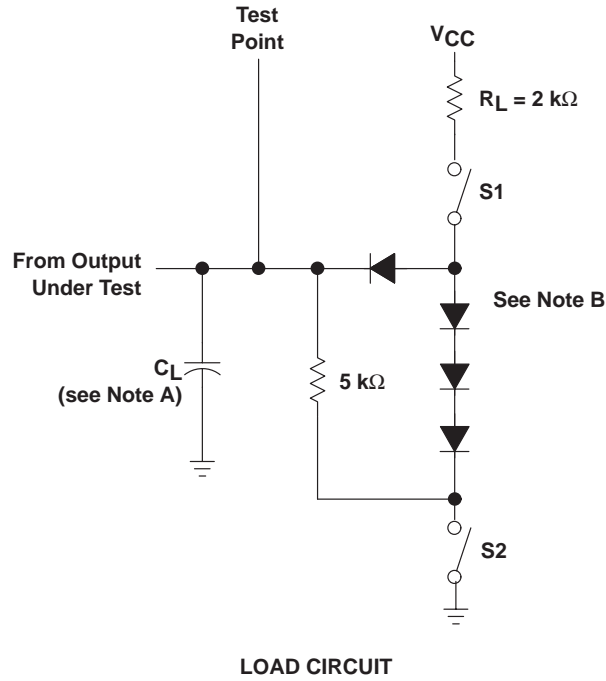 Test
Point
VCC
RL = 2 kΩ
S1
From Output
Under Test
See Note B
CL
(see Note A)
5 kΩ
S2
LOAD CIRCUIT